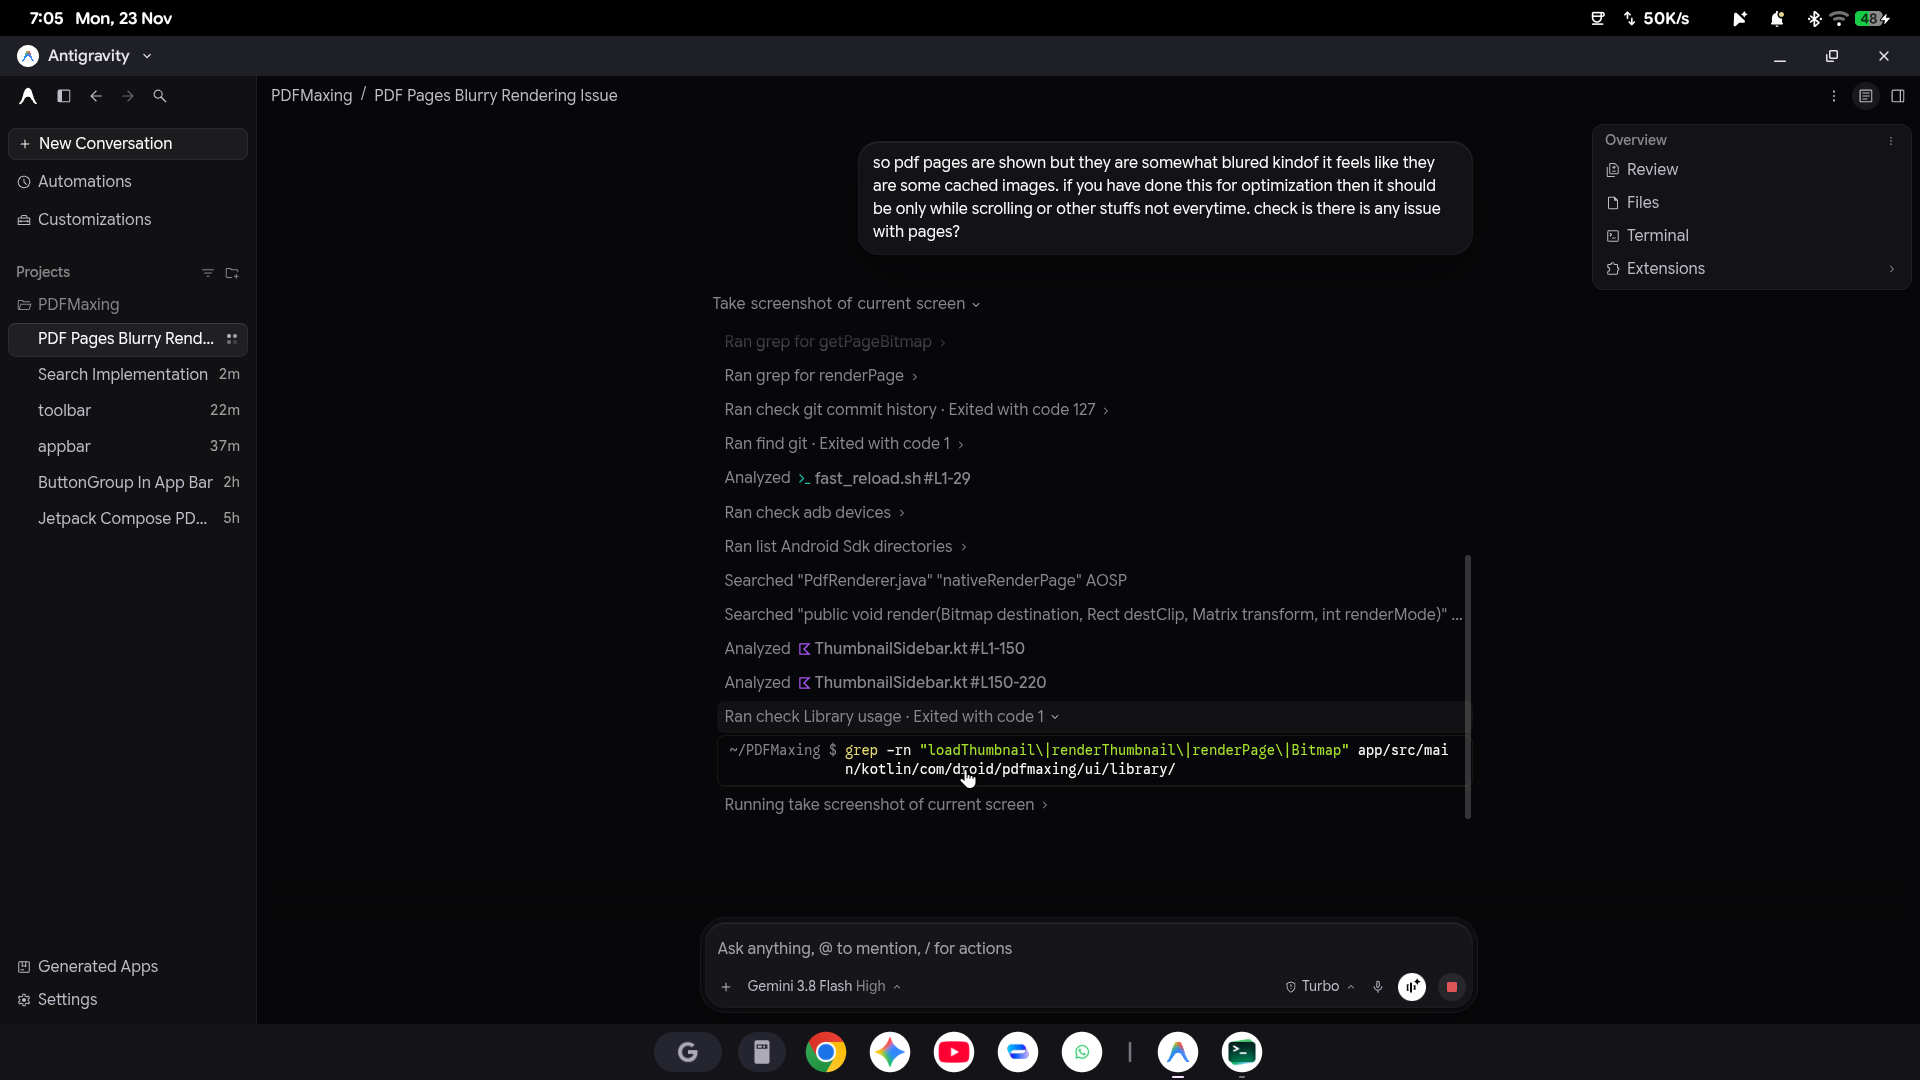 7:05 Mon, 23 Nov
50K/s
48
Antigravity
PDFMaxing / PDF Pages Blurry Rendering Issue
New Conversation
Automations
Customizations
Projects
PDFMaxing
PDF Pages Blurry Rend...
Search Implementation 2m
toolbar 22m
appbar 37m
ButtonGroup In App Bar 2h
Jetpack Compose PD... 5h
Generated Apps
Settings
so pdf pages are shown but they are somewhat blured kindof it feels like they
are some cached images. if you have done this for optimization then it should
be only while scrolling or other stuffs not everytime. check is there is any issue
with pages?
Take screenshot of current screen
Ran grep for getPageBitmap
Ran grep for renderPage
Ran check git commit history · Exited with code 127
Ran find git · Exited with code 1
Analyzed fast_reload.sh#L1-29
Ran check adb devices
Ran list Android Sdk directories
Searched "PdfRenderer.java" "nativeRenderPage" AOSP
Searched "public void render(Bitmap destination, Rect destClip, Matrix transform, int renderMode)" ...
Analyzed ThumbnailSidebar.kt#L1-150
Analyzed ThumbnailSidebar.kt#L150-220
Ran check Library usage · Exited with code 1
~/PDFMaxing $ grep -rn "loadThumbnail\|renderThumbnail\|renderPage\|Bitmap" app/src/mai
n/kotlin/com/droid/pdfmaxing/ui/library/
Running take screenshot of current screen
Ask anything, @ to mention, / for actions
Gemini 3.8 Flash High
Turbo
Overview
Review
Files
Terminal
Extensions